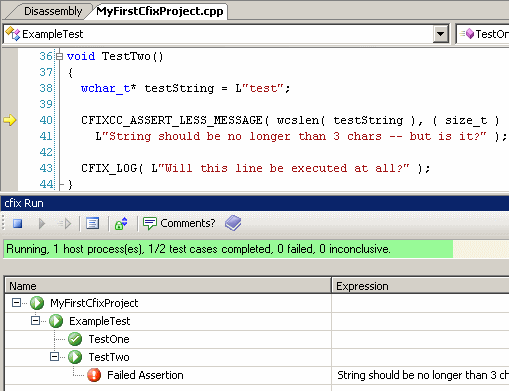 Disassembly MyFirstCfixProject.cpp
ExampleTest TestOne
36 void TestTwo()
37 {
38 wchar_t* testString = L"test";
39
40 CFIXCC_ASSERT_LESS_MESSAGE( wcslen( testString ), ( size_t )
41 L"String should be no longer than 3 chars -- but is it?" );
42
43 CFIX_LOG( L"Will this line be executed at all?" );
44 }
cfix Run
Comments?
Running, 1 host process(es), 1/2 test cases completed, 0 failed, 0 inconclusive.
Name Expression
MyFirstCfixProject
ExampleTest
TestOne
TestTwo
Failed Assertion String should be no longer than 3 ch